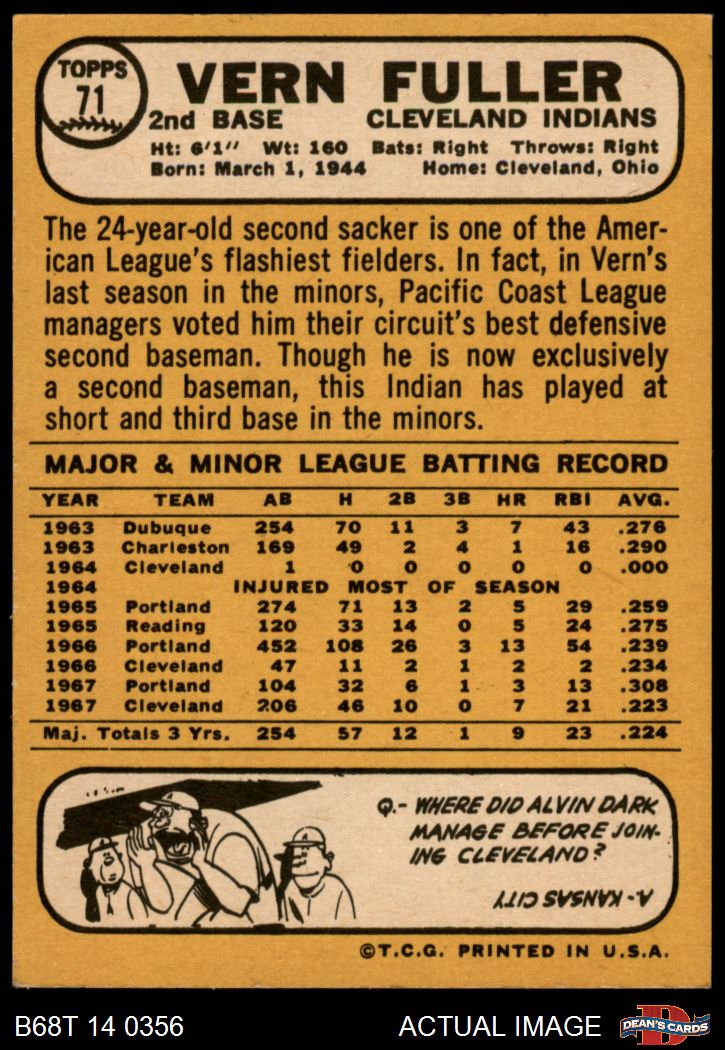 TOPPS
71
VERN FULLER
2nd BASE CLEVELAND INDIANS
Ht: 6'1" Wt: 160 Bats: Right Throws: Right
Born: March 1, 1944 Home: Cleveland, Ohio
The 24-year-old second sacker is one of the Amer-
ican League's flashiest fielders. In fact, in Vern's
last season in the minors, Pacific Coast League
managers voted him their circuit's best defensive
second baseman. Though he is now exclusively
a second baseman, this Indian has played at
short and third base in the minors.
MAJOR & MINOR LEAGUE BATTING RECORD
YEAR TEAM AB H 2B 3B HR RBI AVG.
1963 Dubuque 254 70 11 3 7 43 .276
1963 Charleston 169 49 2 4 1 16 .290
1964 Cleveland 1 0 0 0 0 0 .000
1964 INJURED MOST OF SEASON
1965 Portland 274 71 13 2 5 29 .259
1965 Reading 120 33 14 0 5 24 .275
1966 Portland 452 108 26 3 13 54 .239
1966 Cleveland 47 11 2 1 2 2 .234
1967 Portland 104 32 6 1 3 13 .308
1967 Cleveland 206 46 10 0 7 21 .223
Maj. Totals 3 Yrs. 254 57 12 1 9 23 .224
Q.- WHERE DID ALVIN DARK
MANAGE BEFORE JOIN-
ING CLEVELAND?
A- KANSAS CITY
©T.C.G. PRINTED IN U.S.A.
B68T 14 0356 ACTUAL IMAGE DEAN'S CARDS